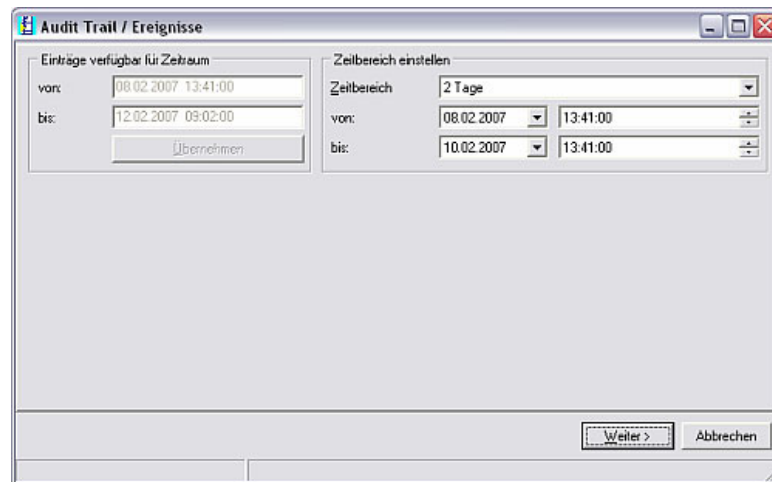 Audit Trail / Ereignisse
Einträge verfügbar für Zeitraum
von: 08.02.2007 13:41:00
bis: 12.02.2007 09:02:00
Übernehmen
Zeitbereich einstellen
Zeitbereich 2 Tage
von: 08.02.2007 13:41:00
bis: 10.02.2007 13:41:00
Weiter >
Abbrechen